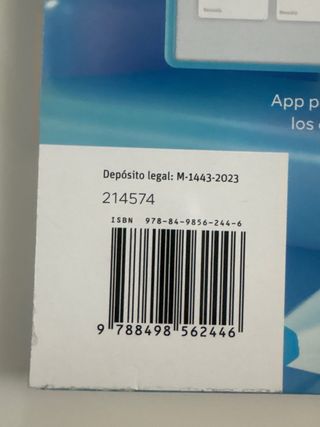 App p
los
Depósito legal: M-1443-2023
214574
ISBN 978-84-9856-244-6
9 788498 562446